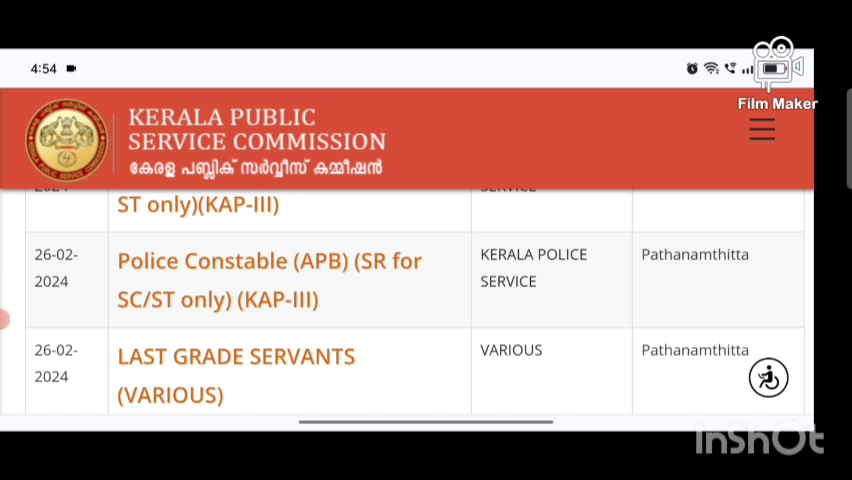 4:54
Film Maker
KERALA PUBLIC
SERVICE COMMISSION
കേരള പബ്ലിക് സർവ്വീസ് കമ്മീഷൻ
2024
SERVICE
ST only)(KAP-III)
26-02-
2024
Police Constable (APB) (SR for
SC/ST only) (KAP-III)
KERALA POLICE
SERVICE
Pathanamthitta
26-02-
2024
LAST GRADE SERVANTS
(VARIOUS)
VARIOUS
Pathanamthitta
InShOt